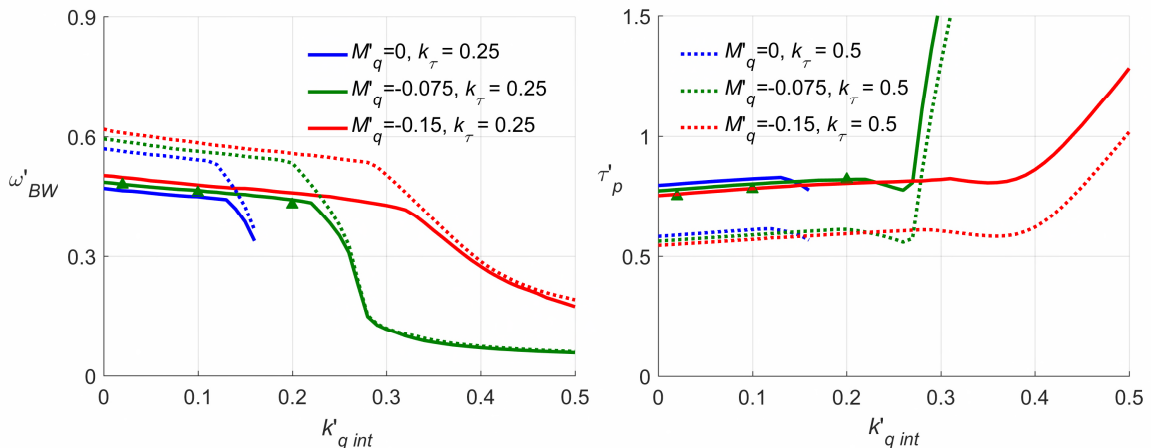 0.9
0.6
0.3
0
ω'BW
0 0.1 0.2 0.3 0.4 0.5
k'q int
M'q=0, kτ = 0.25
M'q=-0.075, kτ = 0.25
M'q=-0.15, kτ = 0.25
1.5
1
0.5
0
τ'p
0 0.1 0.2 0.3 0.4 0.5
k'q int
M'q=0, kτ = 0.5
M'q=-0.075, kτ = 0.5
M'q=-0.15, kτ = 0.5